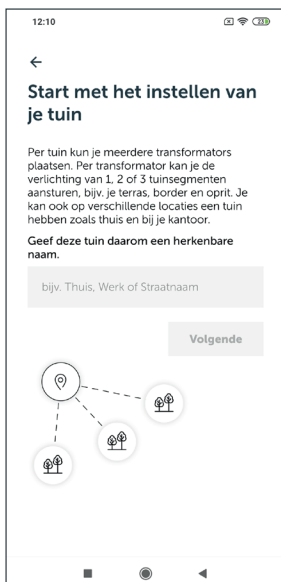 12:10
23
Start met het instellen van
je tuin
Per tuin kun je meerdere transformators
plaatsen. Per transformator kan je de
verlichting van 1, 2 of 3 tuinsegmenten
aansturen, bijv. je terras, border en oprit. Je
kan ook op verschillende locaties een tuin
hebben zoals thuis en bij je kantoor.
Geef deze tuin daarom een herkenbare
naam.
bijv. Thuis, Werk of Straatnaam
Volgende